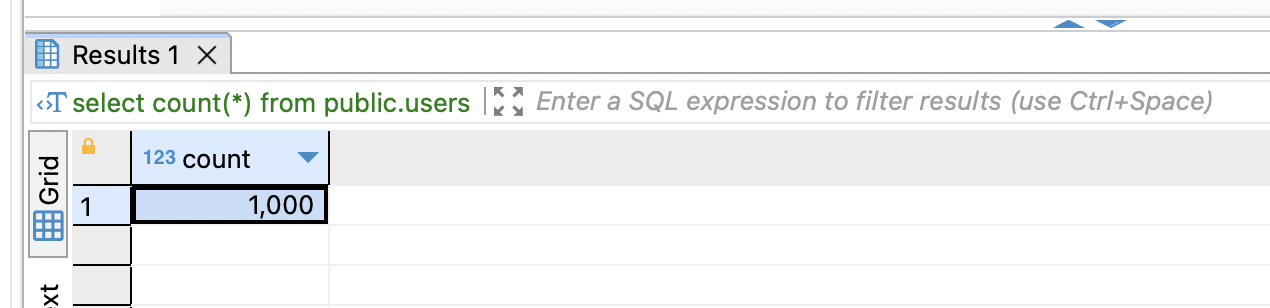 Results 1
select count(*) from public.users Enter a SQL expression to filter results (use Ctrl+Space)
Grid
123 count
1 1,000
xt